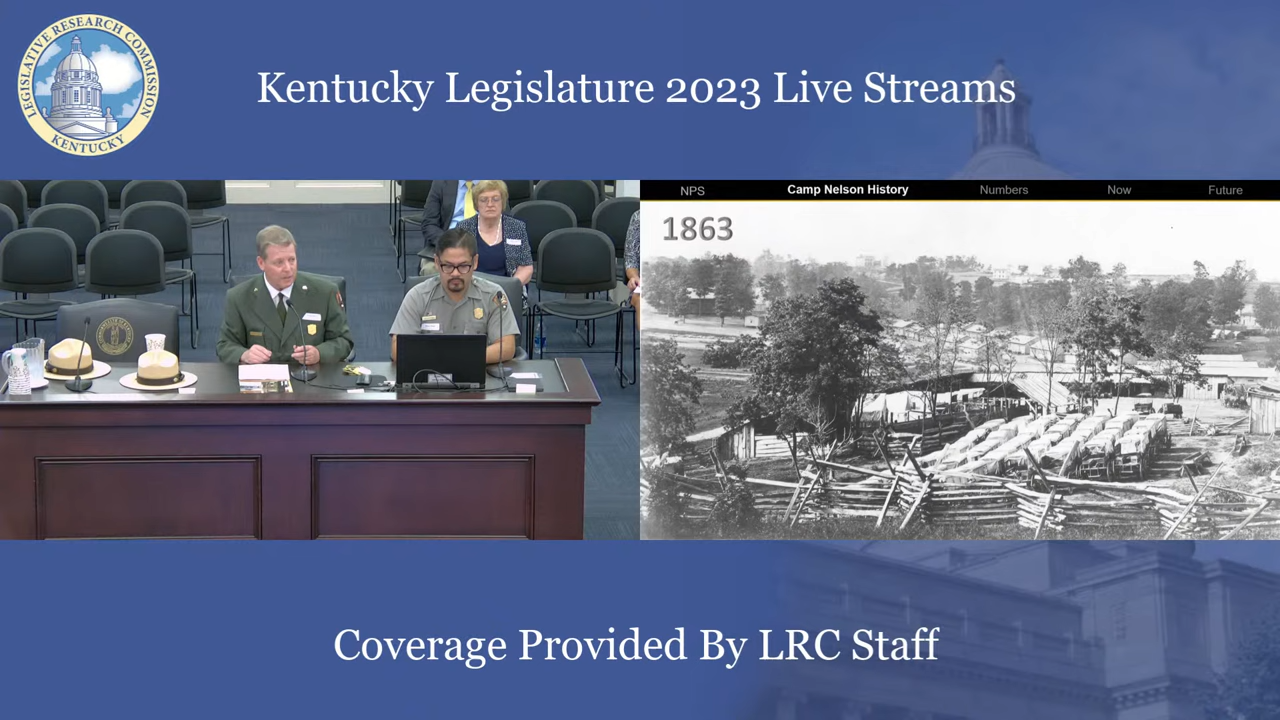 LEGISLATIVE RESEARCH COMMISSION
KENTUCKY
Kentucky Legislature 2023 Live Streams
NPS Camp Nelson History Numbers Now Future
1863
Coverage Provided By LRC Staff